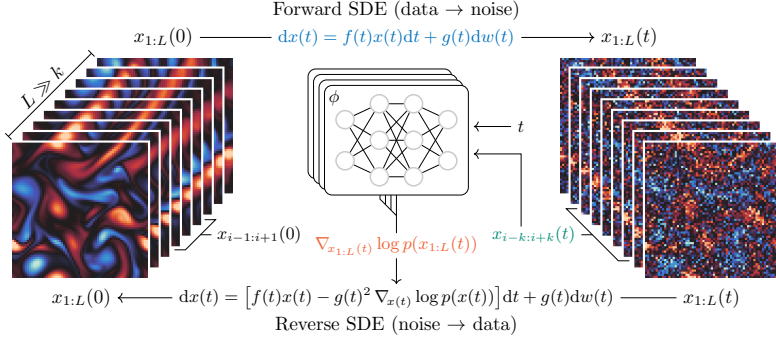 Forward SDE (data → noise)
x_{1:L}(0) dx(t) = f(t)x(t)dt + g(t)dw(t) x_{1:L}(t)
L ≫ k
ϕ
t
x_{i−1:i+1}(0) ∇_{x_{1:L}(t)} log p(x_{1:L}(t)) x_{i−k:i+k}(t)
x_{1:L}(0) dx(t) = [f(t)x(t) − g(t)² ∇_{x(t)} log p(x(t))]dt + g(t)dw(t) x_{1:L}(t)
Reverse SDE (noise → data)